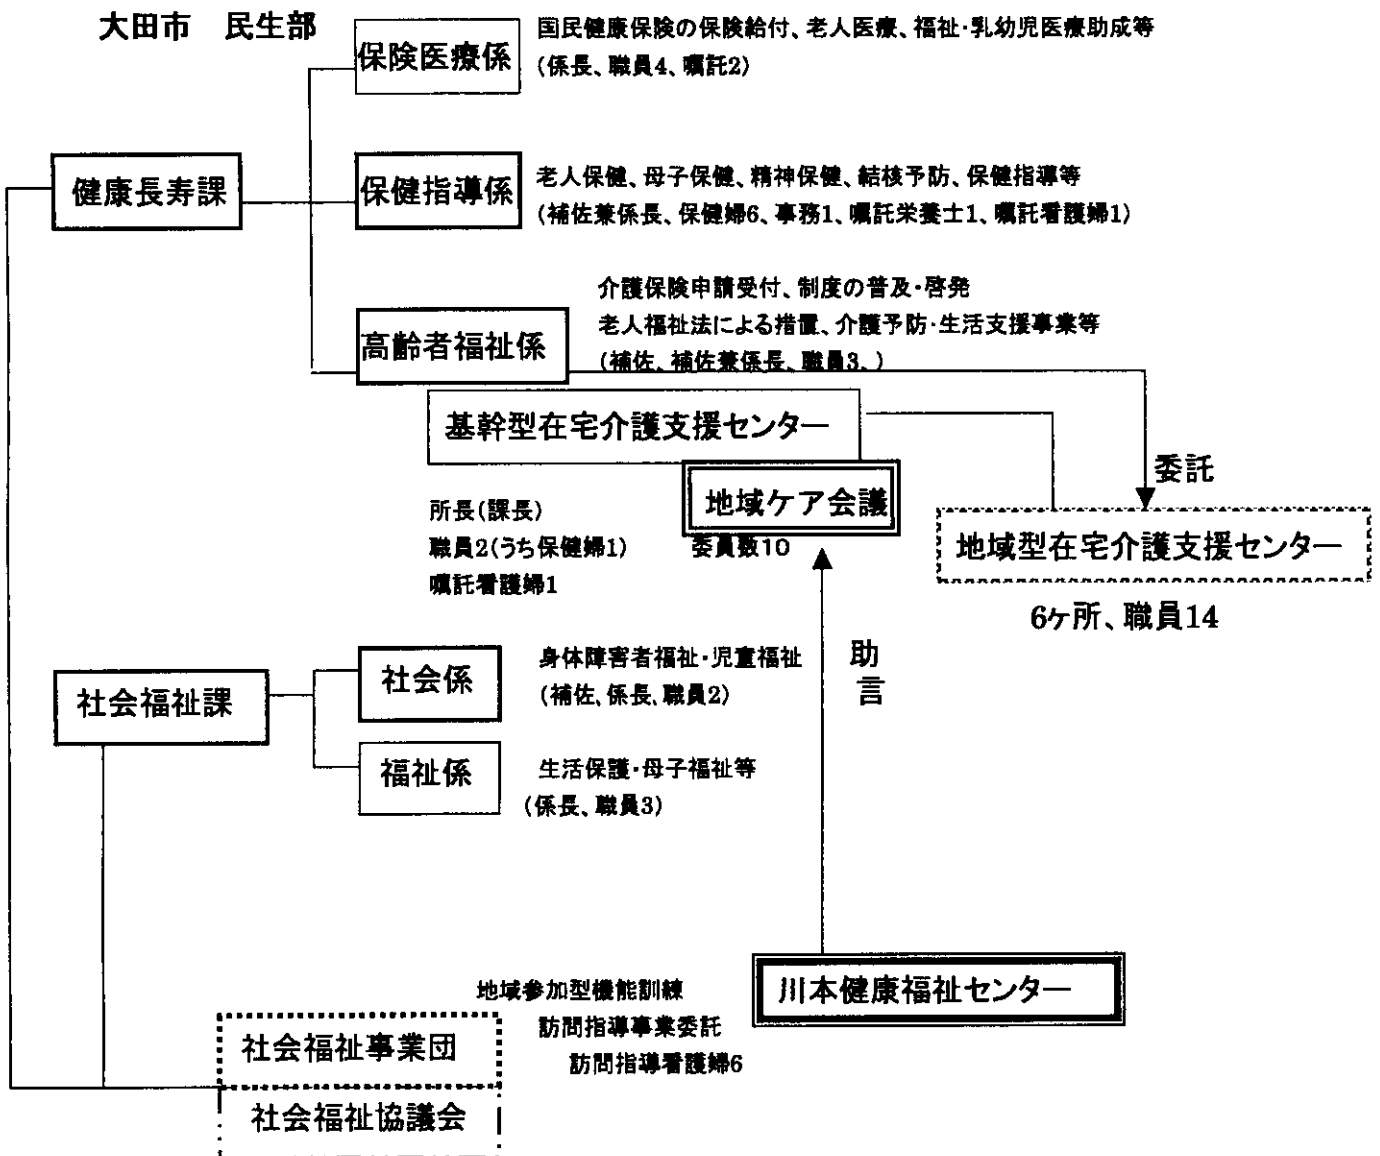 大田市　民生部
保険医療係
国民健康保険の保険給付、老人医療、福祉･乳幼児医療助成等
(係長、職員4、嘱託2)
健康長寿課
保健指導係
老人保健、母子保健、精神保健、結核予防、保健指導等
(補佐兼係長、保健婦6、事務1、嘱託栄養士1、嘱託看護婦1)
高齢者福祉係
介護保険申請受付、制度の普及･啓発
老人福祉法による措置、介護予防･生活支援事業等
(補佐、補佐兼係長、職員3、)
基幹型在宅介護支援センター
地域ケア会議
委託
所長(課長)
職員2(うち保健婦1)
嘱託看護婦1
委員数10
地域型在宅介護支援センター
6ヶ所、職員14
助言
社会福祉課
社会係
身体障害者福祉･児童福祉
(補佐、係長、職員2)
福祉係
生活保護･母子福祉等
(係長、職員3)
川本健康福祉センター
地域参加型機能訓練
訪問指導事業委託
訪問指導看護婦6
社会福祉事業団
社会福祉協議会